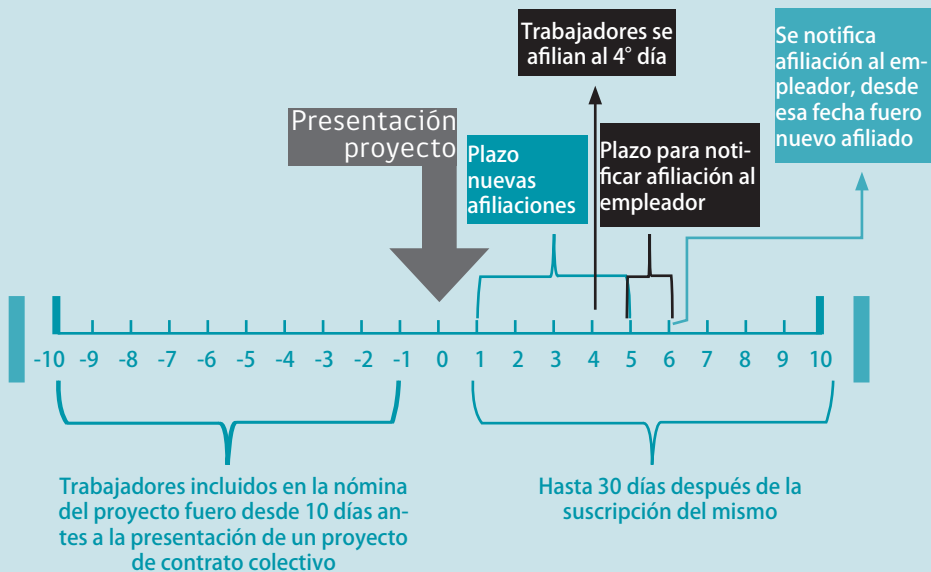 Trabajadores se
afilian al 4° día
Se notifica
afiliación al em-
pleador, desde
esa fecha fuero
nuevo afiliado
Presentación
proyecto
Plazo
nuevas
afiliaciones
Plazo para noti-
ficar afiliación al
empleador
-10 -9 -8 -7 -6 -5 -4 -3 -2 -1 0 1 2 3 4 5 6 7 8 9 10
Trabajadores incluidos en la nómina
del proyecto fuero desde 10 días an-
tes a la presentación de un proyecto
de contrato colectivo
Hasta 30 días después de la
suscripción del mismo